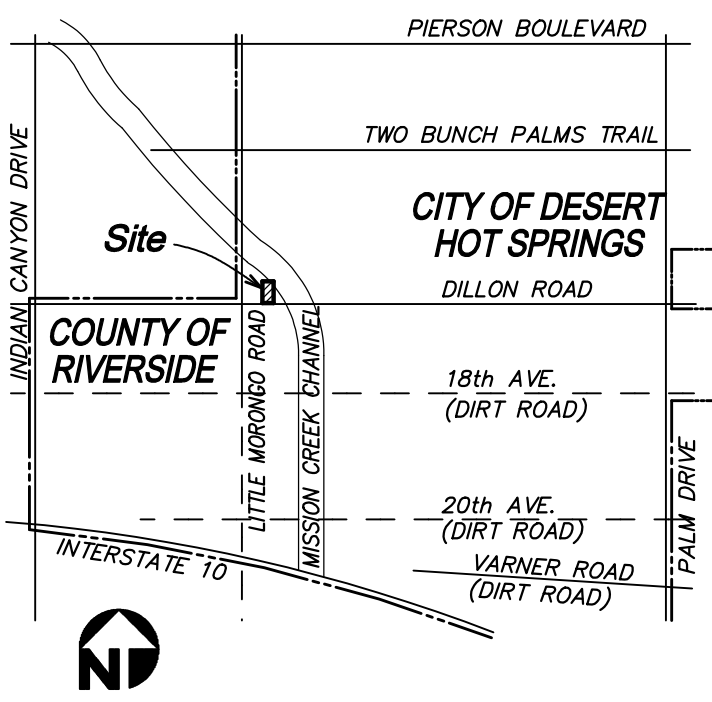 PIERSON BOULEVARD
TWO BUNCH PALMS TRAIL
INDIAN CANYON DRIVE
CITY OF DESERT
HOT SPRINGS
Site
DILLON ROAD
COUNTY OF
RIVERSIDE
LITTLE MORONGO ROAD
MISSION CREEK CHANNEL
18th AVE.
(DIRT ROAD)
20th AVE.
(DIRT ROAD)
PALM DRIVE
INTERSTATE 10
VARNER ROAD
(DIRT ROAD)
N